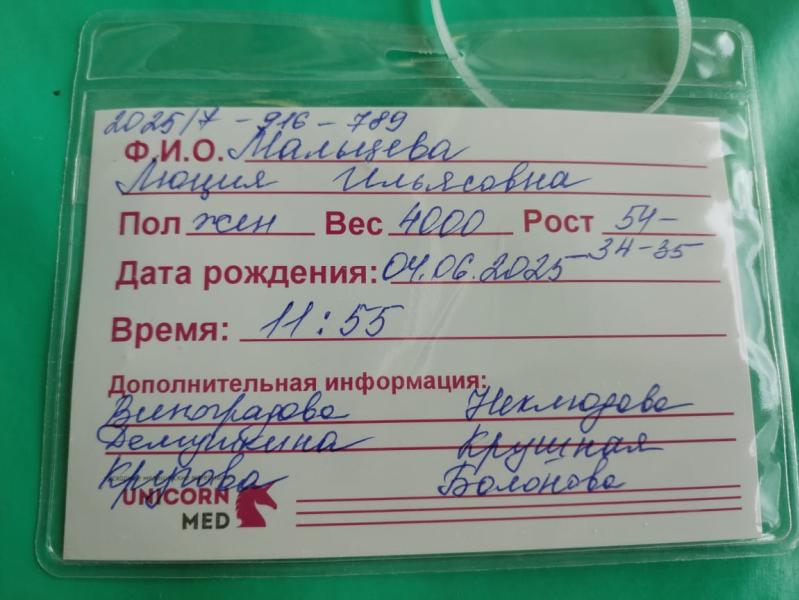 2025/7 - 916 - 789
Ф.И.О. Мальцева
Люция Ильясовна
Пол жен Вес 4000 Рост 54-
34-35
Дата рождения: 04.06.2025
Время: 11:55
Дополнительная информация:
Виноградова Неклюдова
Демушкина Крушная
Крупова Болонова
UNICORN
MED